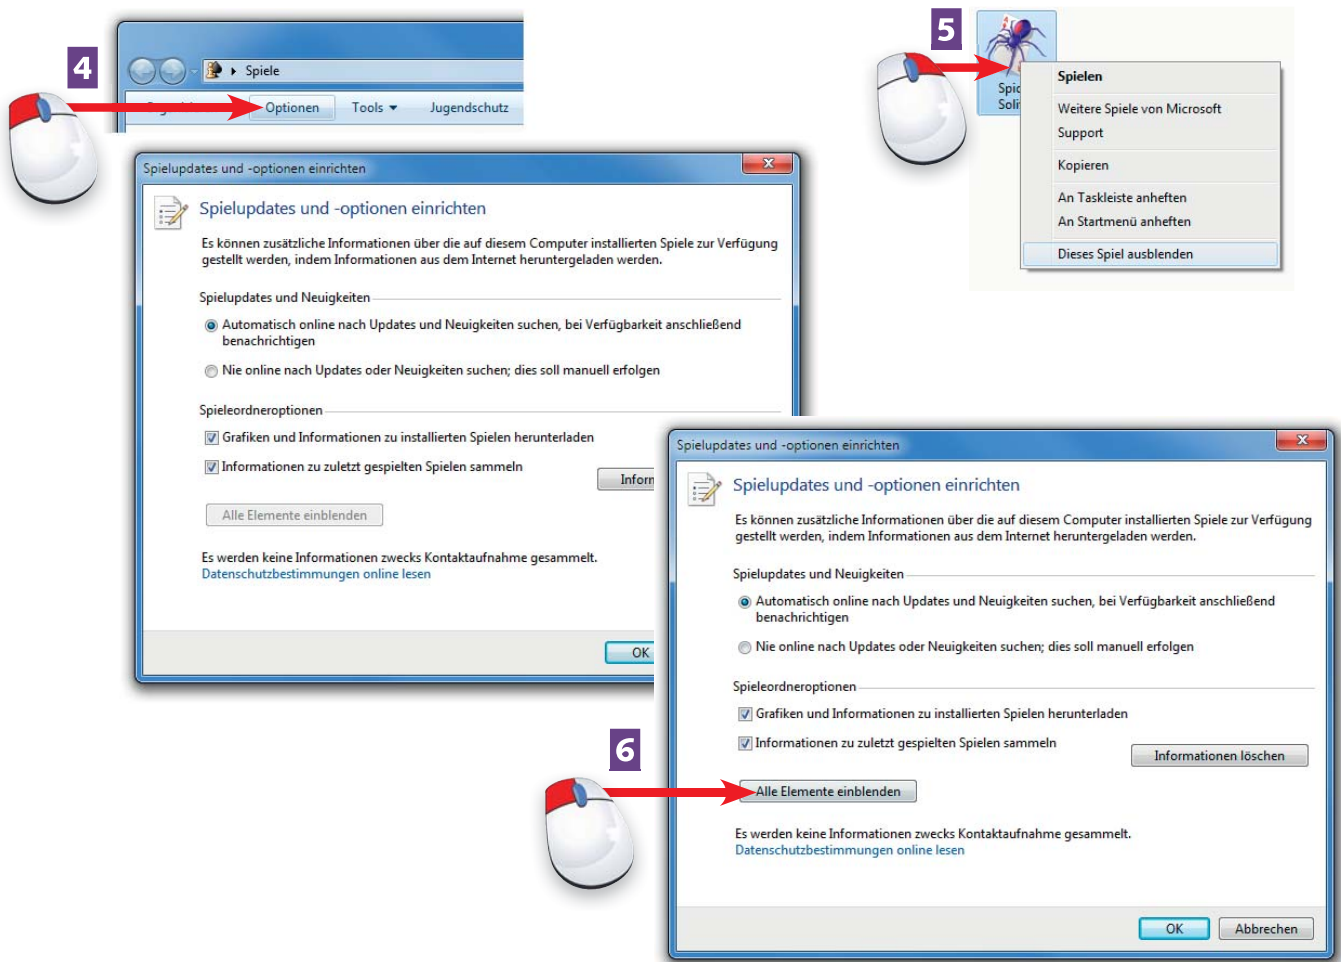 4
Spiele
Optionen Tools Jugendschutz
5
Spielen
Weitere Spiele von Microsoft
Support
Kopieren
An Taskleiste anheften
An Startmenü anheften
Dieses Spiel ausblenden
Spielupdates und -optionen einrichten
Spielupdates und -optionen einrichten
Es können zusätzliche Informationen über die auf diesem Computer installierten Spiele zur Verfügung
gestellt werden, indem Informationen aus dem Internet heruntergeladen werden.
Spielupdates und Neuigkeiten
Automatisch online nach Updates und Neuigkeiten suchen, bei Verfügbarkeit anschließend
benachrichtigen
Nie online nach Updates oder Neuigkeiten suchen; dies soll manuell erfolgen
Spieleordneroptionen
Grafiken und Informationen zu installierten Spielen herunterladen
Informationen zu zuletzt gespielten Spielen sammeln
Inforn
Alle Elemente einblenden
Es werden keine Informationen zwecks Kontaktaufnahme gesammelt.
Datenschutzbestimmungen online lesen
OK
6
Spielupdates und -optionen einrichten
Spielupdates und -optionen einrichten
Es können zusätzliche Informationen über die auf diesem Computer installierten Spiele zur Verfügung
gestellt werden, indem Informationen aus dem Internet heruntergeladen werden.
Spielupdates und Neuigkeiten
Automatisch online nach Updates und Neuigkeiten suchen, bei Verfügbarkeit anschließend
benachrichtigen
Nie online nach Updates oder Neuigkeiten suchen; dies soll manuell erfolgen
Spieleordneroptionen
Grafiken und Informationen zu installierten Spielen herunterladen
Informationen zu zuletzt gespielten Spielen sammeln
Informationen löschen
Alle Elemente einblenden
Es werden keine Informationen zwecks Kontaktaufnahme gesammelt.
Datenschutzbestimmungen online lesen
OK Abbrechen